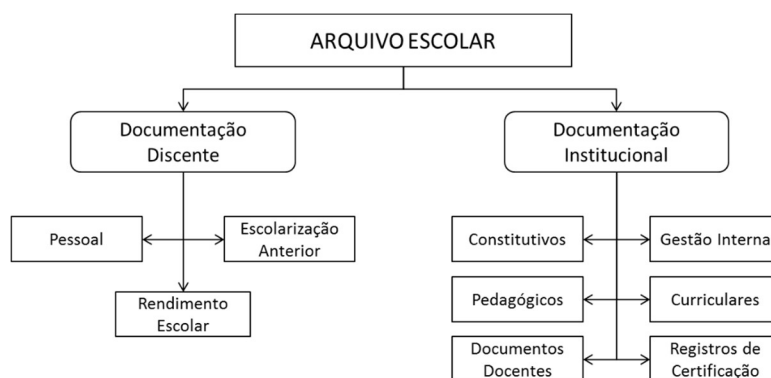 ARQUIVO ESCOLAR
Documentação
Discente
Documentação
Institucional
Pessoal
Escolarização
Anterior
Rendimento
Escolar
Constitutivos
Gestão Interna
Pedagógicos
Curriculares
Documentos
Docentes
Registros de
Certificação